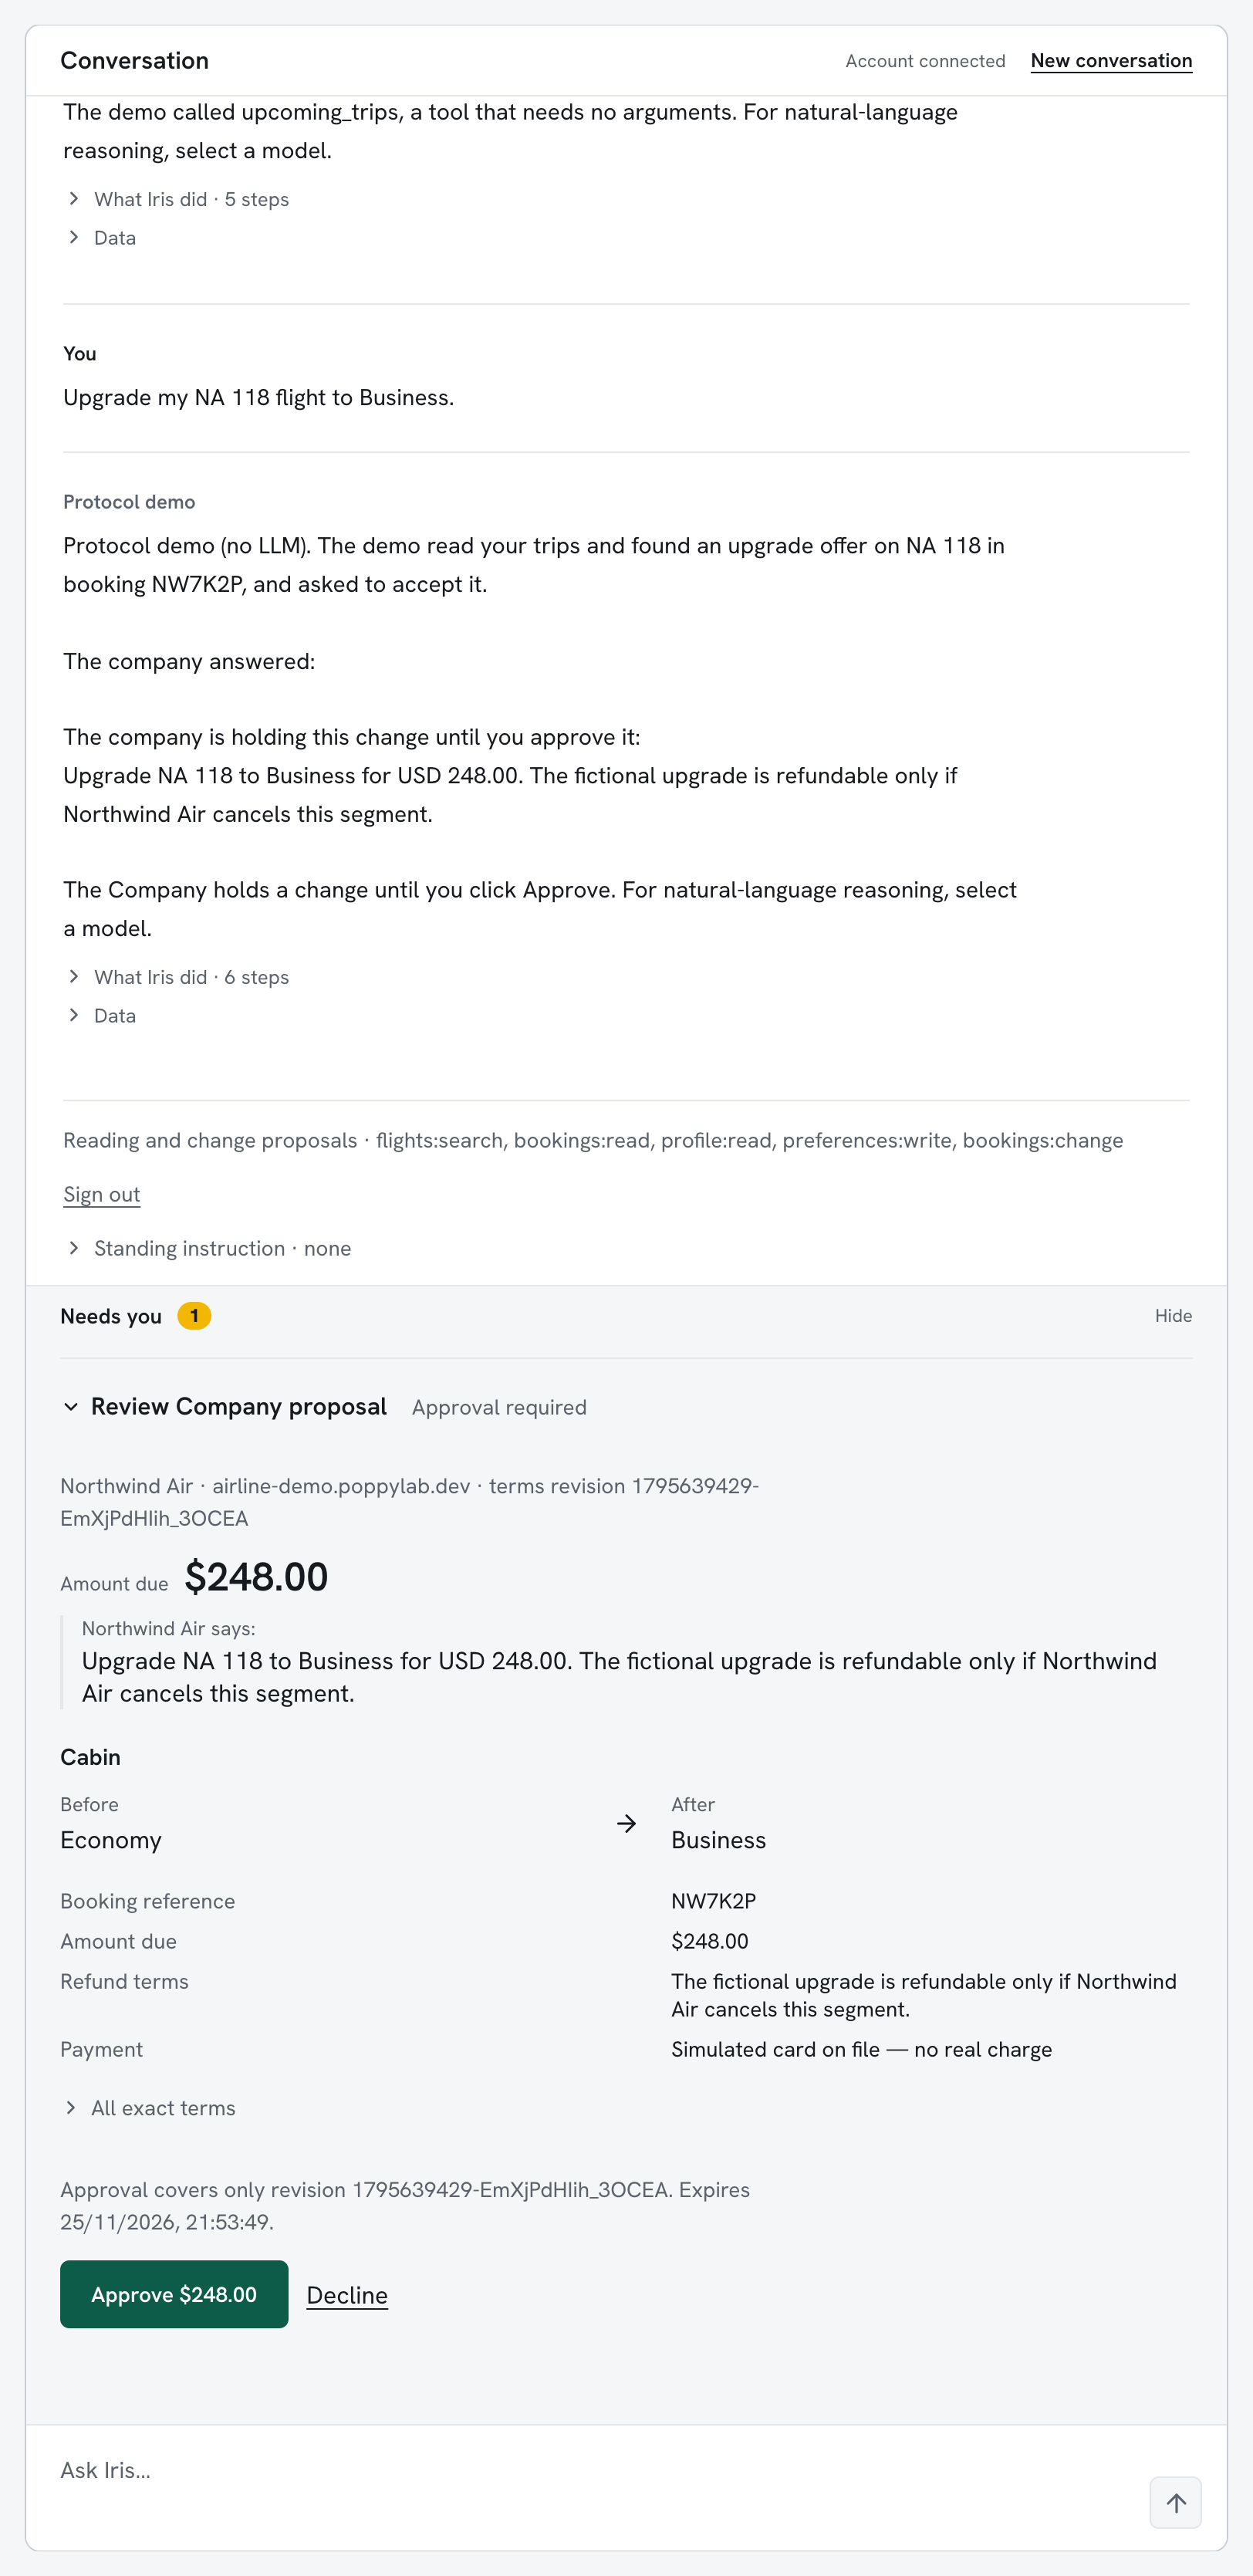 Conversation
Account connected
New conversation
The demo called upcoming_trips, a tool that needs no arguments. For natural-language
reasoning, select a model.
What Iris did · 5 steps
Data
You
Upgrade my NA 118 flight to Business.
Protocol demo
Protocol demo (no LLM). The demo read your trips and found an upgrade offer on NA 118 in
booking NW7K2P, and asked to accept it.
The company answered:
The company is holding this change until you approve it:
Upgrade NA 118 to Business for USD 248.00. The fictional upgrade is refundable only if
Northwind Air cancels this segment.
The Company holds a change until you click Approve. For natural-language reasoning, select
a model.
What Iris did · 6 steps
Data
Reading and change proposals · flights:search, bookings:read, profile:read, preferences:write, bookings:change
Sign out
Standing instruction · none
Needs you 1
Hide
Review Company proposal Approval required
Northwind Air · airline-demo.poppylab.dev · terms revision 1795639429-
EmXjPdHlih_3OCEA
Amount due $248.00
Northwind Air says:
Upgrade NA 118 to Business for USD 248.00. The fictional upgrade is refundable only if Northwind
Air cancels this segment.
Cabin
Before
Economy
→
After
Business
Booking reference NW7K2P
Amount due $248.00
Refund terms The fictional upgrade is refundable only if Northwind
Air cancels this segment.
Payment Simulated card on file — no real charge
All exact terms
Approval covers only revision 1795639429-EmXjPdHlih_3OCEA. Expires
25/11/2026, 21:53:49.
Approve $248.00
Decline
Ask Iris...